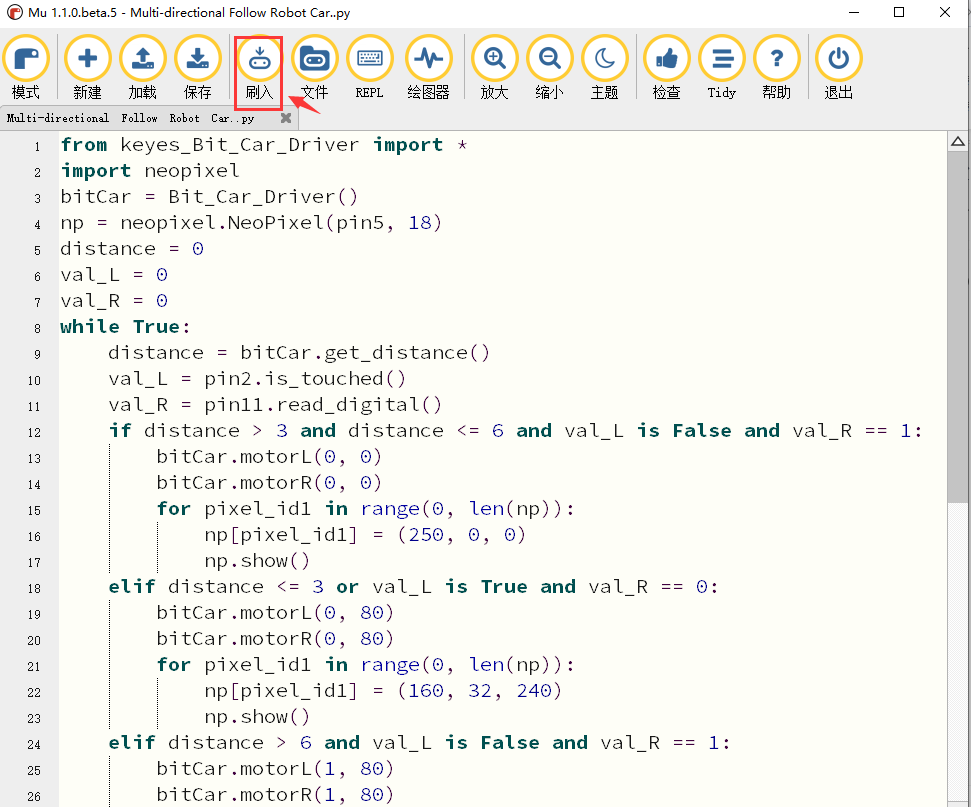 Mu 1.1.0.beta.5 - Multi-directional Follow Robot Car..py
模式 新建 加载 保存 刷入 文件 REPL 绘图器 放大 缩小 主题 检查 Tidy 帮助 退出
Multi-directional Follow Robot Car..py
1 from keyes_Bit_Car_Driver import *
2 import neopixel
3 bitCar = Bit_Car_Driver()
4 np = neopixel.NeoPixel(pin5, 18)
5 distance = 0
6 val_L = 0
7 val_R = 0
8 while True:
9     distance = bitCar.get_distance()
10     val_L = pin2.is_touched()
11     val_R = pin11.read_digital()
12     if distance > 3 and distance <= 6 and val_L is False and val_R == 1:
13         bitCar.motorL(0, 0)
14         bitCar.motorR(0, 0)
15         for pixel_id1 in range(0, len(np)):
16             np[pixel_id1] = (250, 0, 0)
17             np.show()
18     elif distance <= 3 or val_L is True and val_R == 0:
19         bitCar.motorL(0, 80)
20         bitCar.motorR(0, 80)
21         for pixel_id1 in range(0, len(np)):
22             np[pixel_id1] = (160, 32, 240)
23             np.show()
24     elif distance > 6 and val_L is False and val_R == 1:
25         bitCar.motorL(1, 80)
26         bitCar.motorR(1, 80)